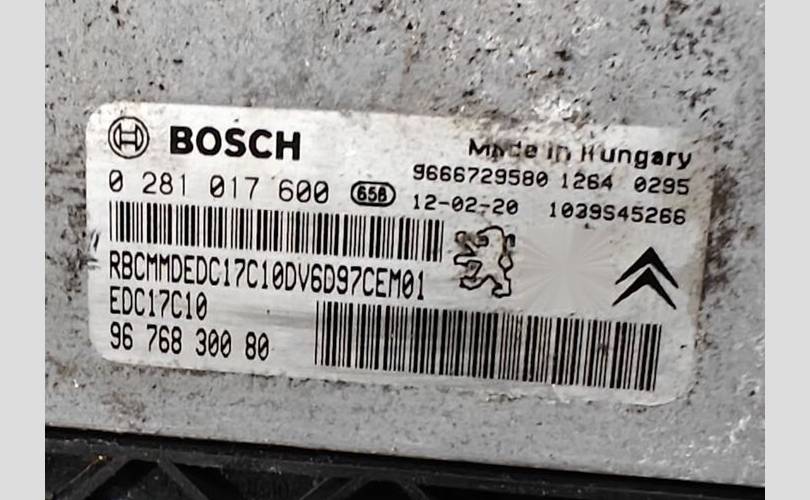 BOSCH
Made in Hungary
9666729580 1264 0295
0 281 017 600 658
12-02-20 1039S45266
RBCMMDEDC17C10DV6D97CEM01
EDC17C10
96 768 300 80